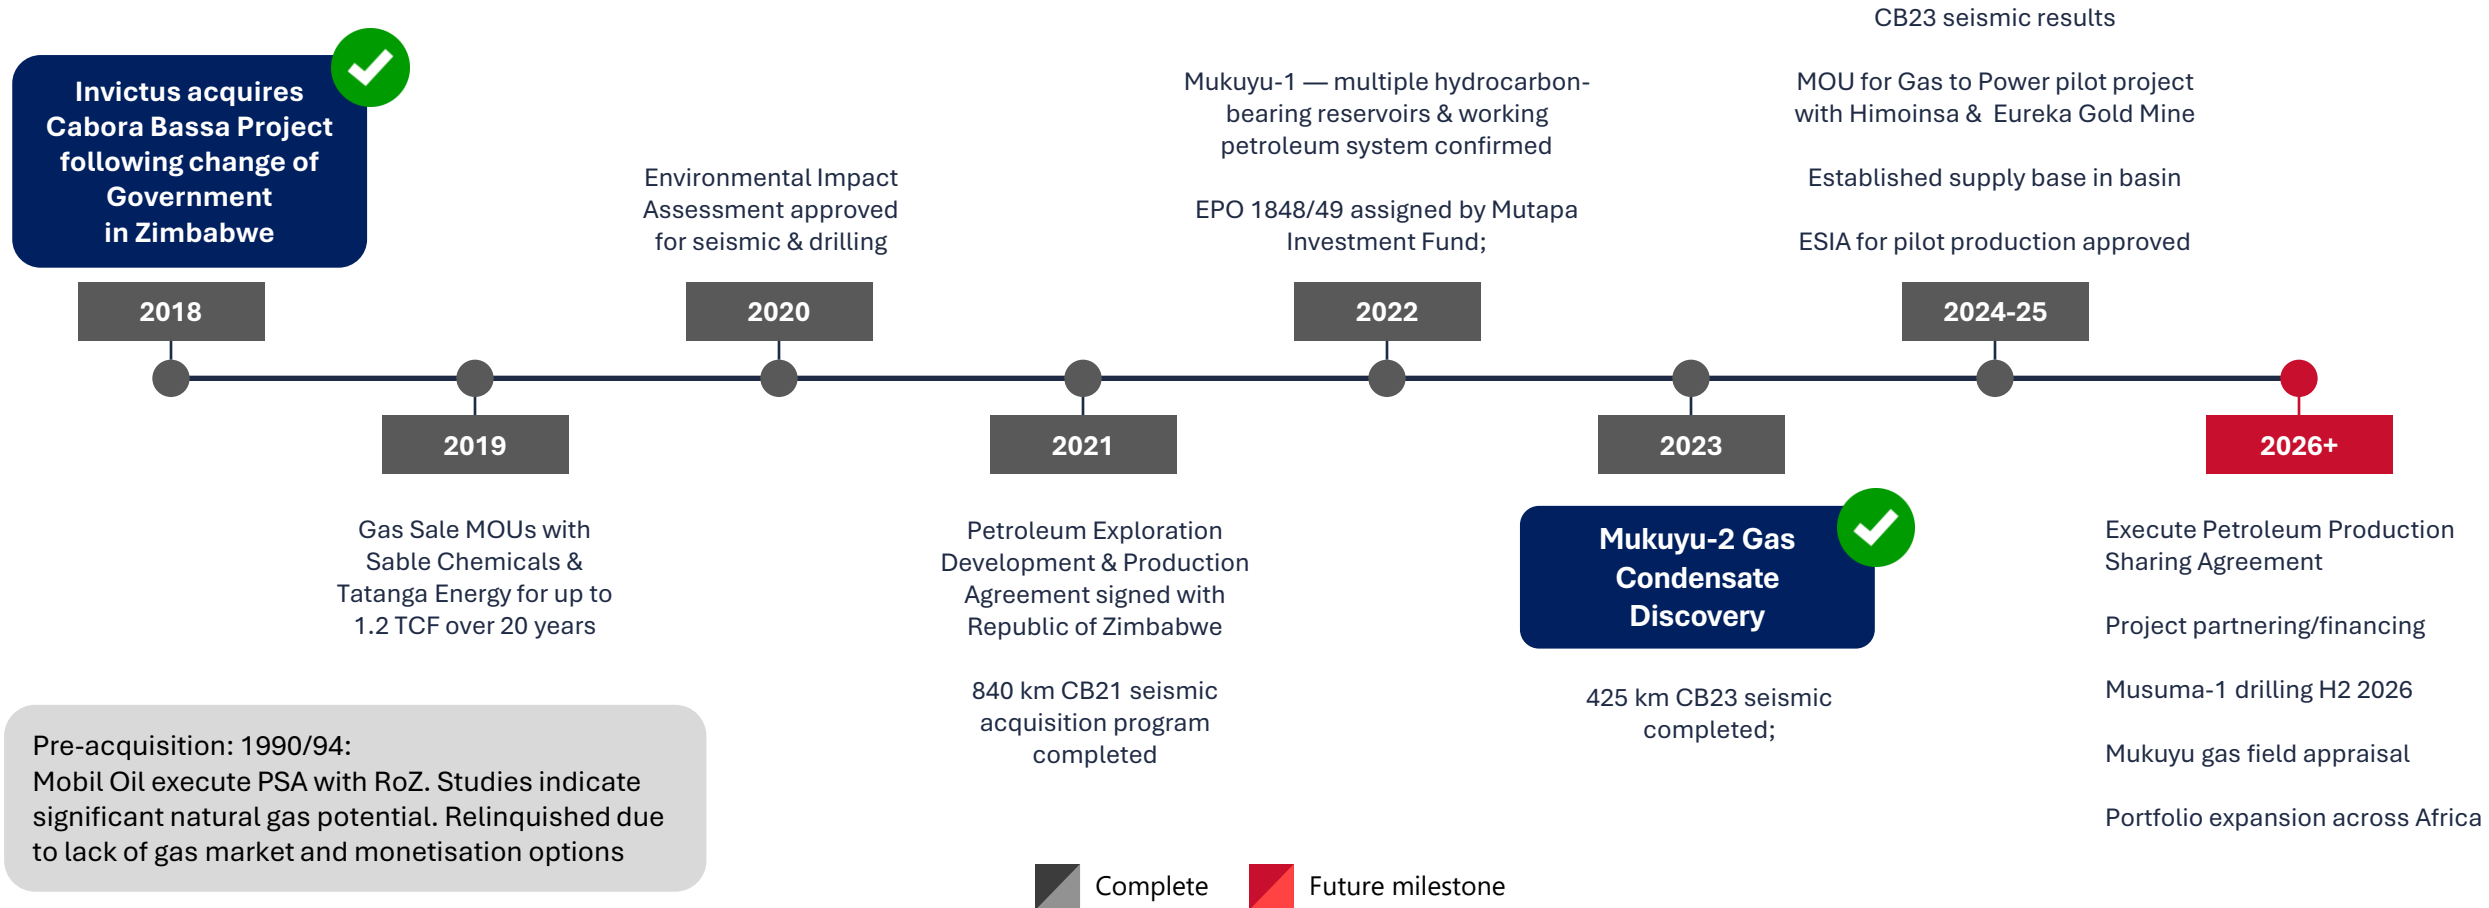 Invictus acquires
Cabora Bassa Project
following change of
Government
in Zimbabwe
2018
Gas Sale MOUs with
Sable Chemicals &
Tatanga Energy for up to
1.2 TCF over 20 years
2019
Environmental Impact
Assessment approved
for seismic & drilling
2020
2021
Petroleum Exploration
Development & Production
Agreement signed with
Republic of Zimbabwe
840 km CB21 seismic
acquisition program
completed
Mukuyu-1 — multiple hydrocarbon-
bearing reservoirs & working
petroleum system confirmed
EPO 1848/49 assigned by Mutapa
Investment Fund;
2022
2023
Mukuyu-2 Gas
Condensate
Discovery
425 km CB23 seismic
completed;
CB23 seismic results
MOU for Gas to Power pilot project
with Himoinsa & Eureka Gold Mine
Established supply base in basin
ESIA for pilot production approved
2024-25
2026+
Execute Petroleum Production
Sharing Agreement
Project partnering/financing
Musuma-1 drilling H2 2026
Mukuyu gas field appraisal
Portfolio expansion across Africa
Pre-acquisition: 1990/94:
Mobil Oil execute PSA with RoZ. Studies indicate
significant natural gas potential. Relinquished due
to lack of gas market and monetisation options
Complete
Future milestone